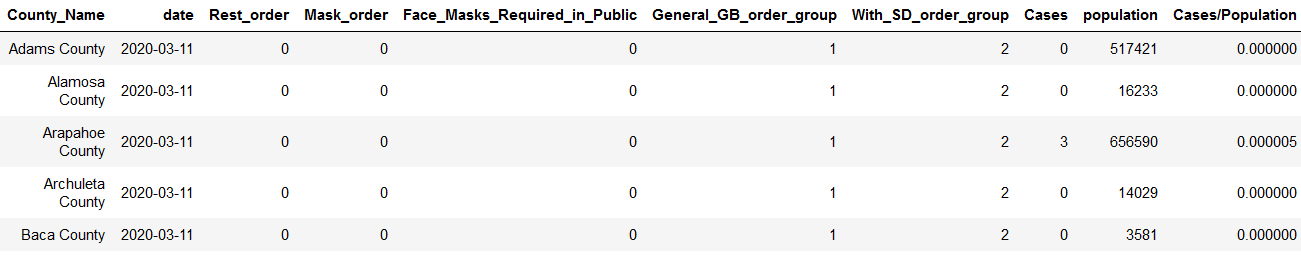 County_Name date Rest_order Mask_order Face_Masks_Required_in_Public General_GB_order_group With_SD_order_group Cases population Cases/Population
Adams County 2020-03-11 0 0 0 1 2 0 517421 0.000000
Alamosa
County 2020-03-11 0 0 0 1 2 0 16233 0.000000
Arapahoe
County 2020-03-11 0 0 0 1 2 3 656590 0.000005
Archuleta
County 2020-03-11 0 0 0 1 2 0 14029 0.000000
Baca County 2020-03-11 0 0 0 1 2 0 3581 0.000000